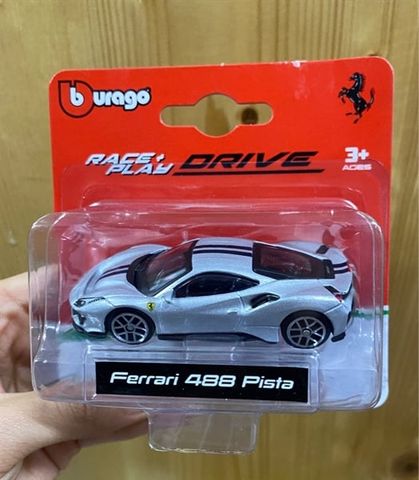 Burago
RACE+
PLAY
DRIVE
3+
AGES
Ferrari 488 Pista